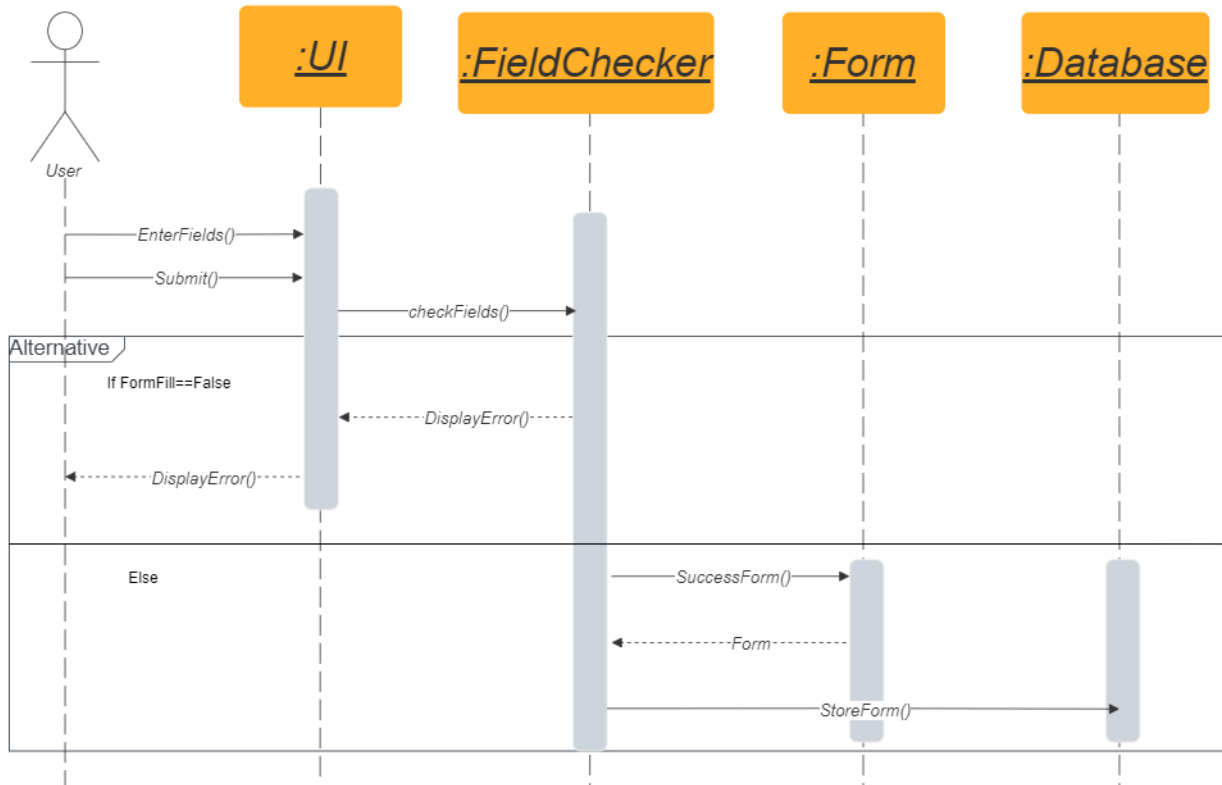 :UI
:FieldChecker
:Form
:Database
User
EnterFields()
Submit()
checkFields()
Alternative
If FormFill==False
DisplayError()
DisplayError()
Else
SuccessForm()
Form
StoreForm()